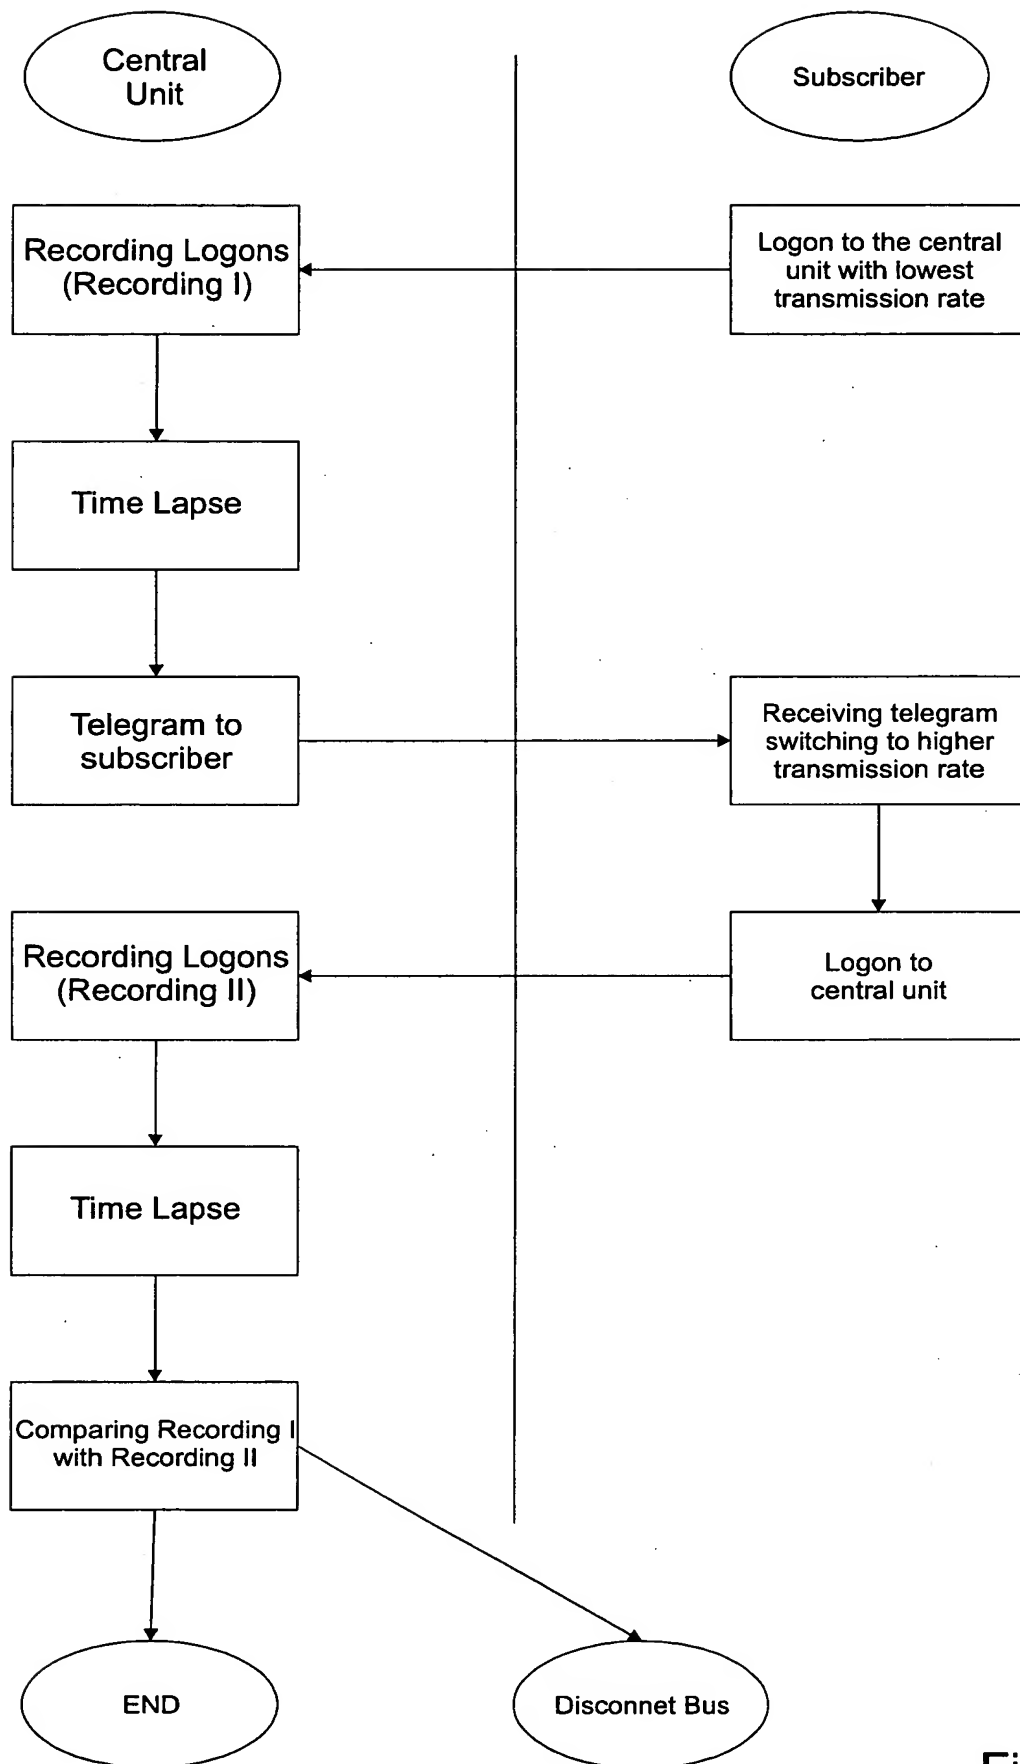 Central
Unit
Subscriber
Recording Logons
(Recording I)
Logon to the central
unit with lowest
transmission rate
Time Lapse
Telegram to
subscriber
Receiving telegram
switching to higher
transmission rate
Recording Logons
(Recording II)
Logon to
central unit
Time Lapse
Comparing Recording I
with Recording II
END
Disconnet Bus